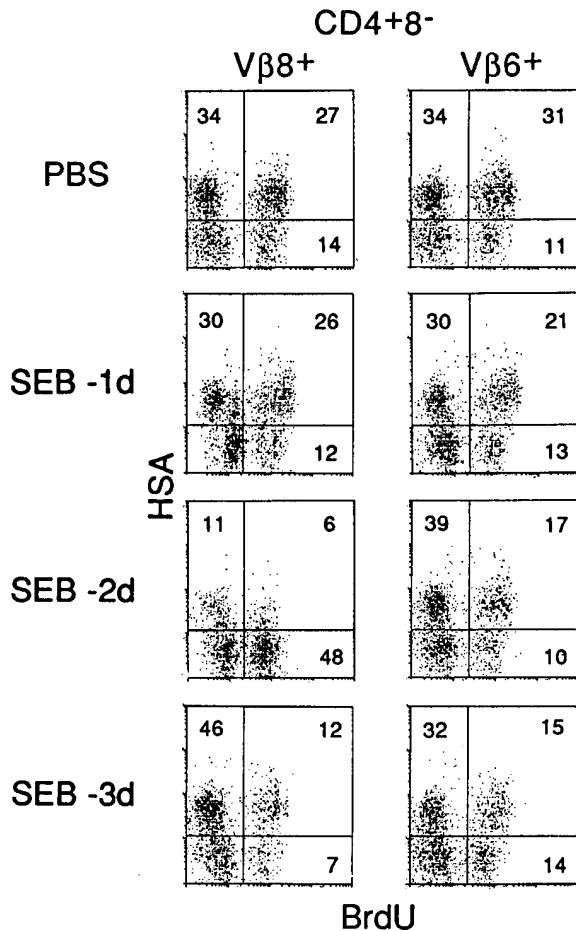 CD4+8-
Vβ8+ Vβ6+
PBS
34 27
14
34 31
11
SEB -1d
30 26
12
30 21
13
SEB -2d
11 6
48
39 17
10
SEB -3d
46 12
7
32 15
14
HSA
BrdU